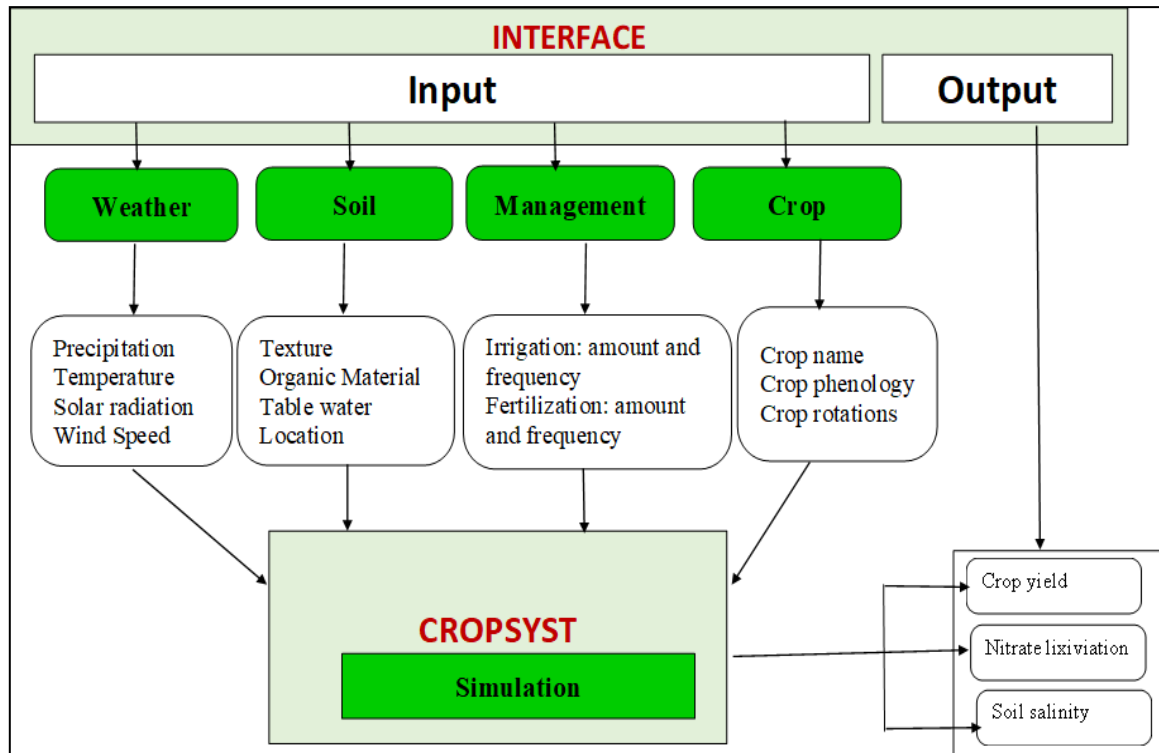 INTERFACE
Input
Output
Weather
Soil
Management
Crop
Precipitation
Temperature
Solar radiation
Wind Speed
Texture
Organic Material
Table water
Location
Irrigation: amount and
frequency
Fertilization: amount
and frequency
Crop name
Crop phenology
Crop rotations
CROPSYST
Simulation
Crop yield
Nitrate lixiviation
Soil salinity